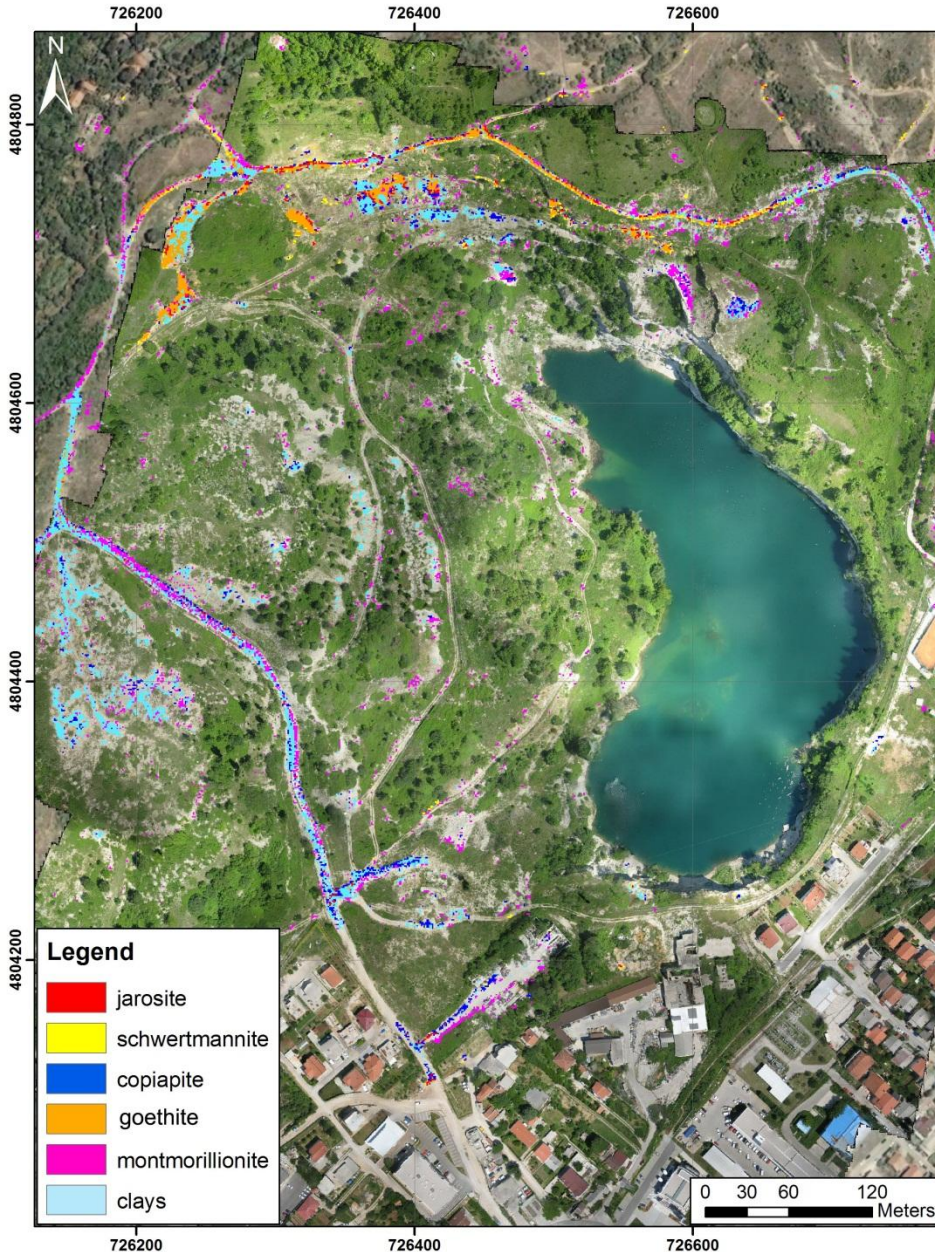 726200 726400 726600
N
4804800
4804600
4804400
4804200
Legend
jarosite
schwertmannite
copiapite
goethite
montmorillionite
clays
0 30 60 120
Meters
726200 726400 726600